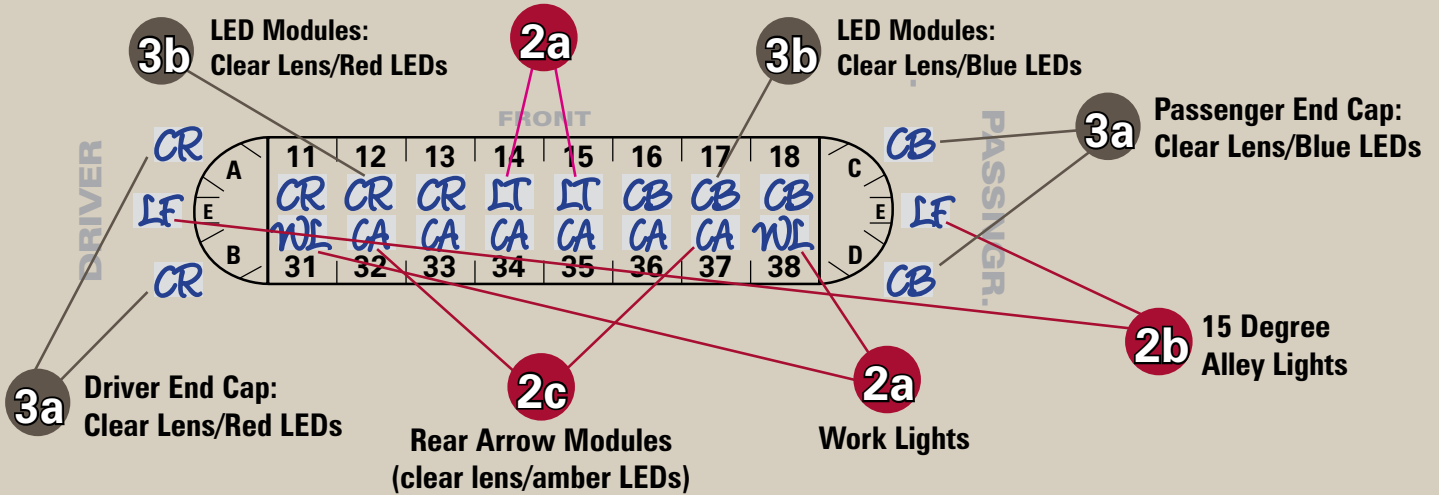 3b
LED Modules:
Clear Lens/Red LEDs
2a
3b
LED Modules:
Clear Lens/Blue LEDs
3a
Passenger End Cap:
Clear Lens/Blue LEDs
FRONT
DRIVER
PASSNGR.
CR
A
11 12 13 14 15 16 17 18
C
CB
LF
E
CR CR CR LT LT CB CB CB
E
LF
WL CA CA CA CA CA CA WL
CR
B
31 32 33 34 35 36 37 38
D
CB
2b
15 Degree
Alley Lights
3a
Driver End Cap:
Clear Lens/Red LEDs
2c
Rear Arrow Modules
(clear lens/amber LEDs)
2a
Work Lights